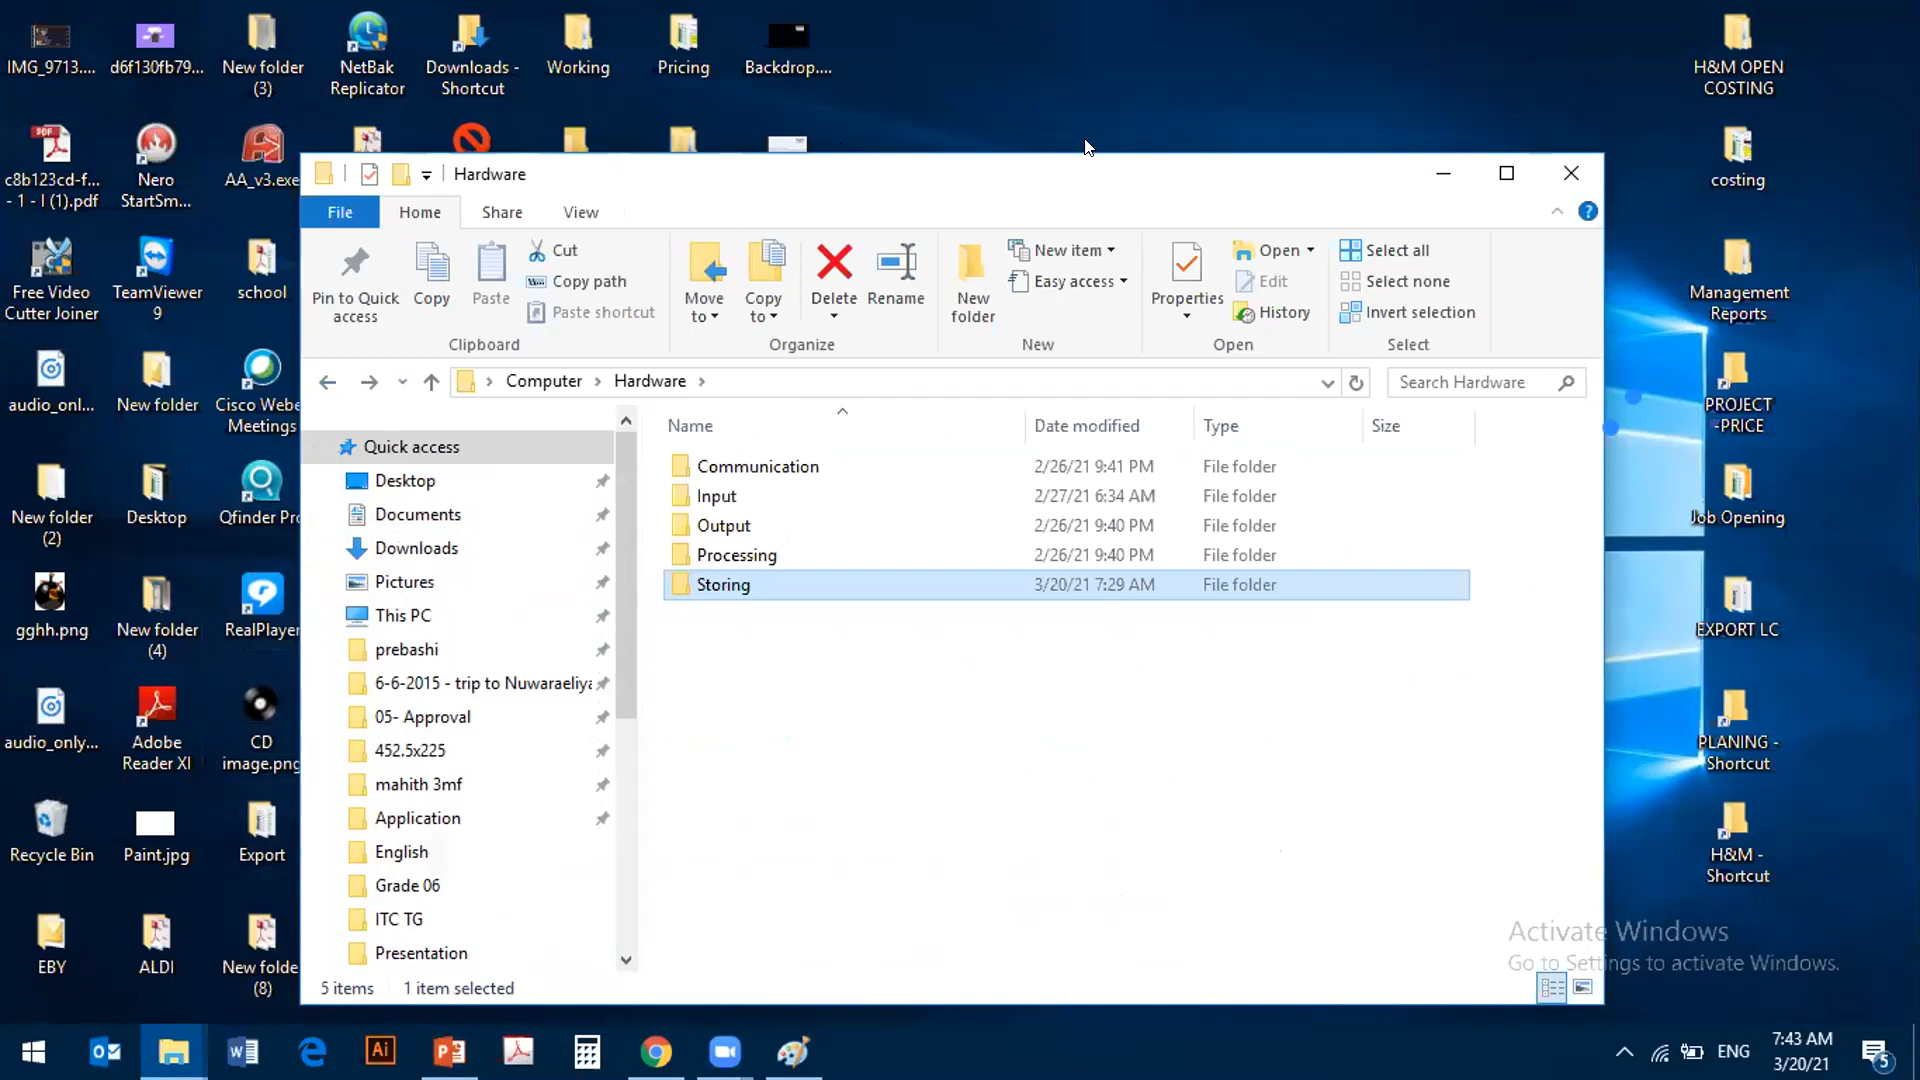 IMG_9713....
d6f130fb79...
New folder
(3)
NetBak
Replicator
Downloads -
Shortcut
Working
Pricing
Backdrop....
H&M OPEN
COSTING
c8b123cd-f...
- 1 - I (1).pdf
Nero
StartSm...
AA_v3.exe
costing
Free Video
Cutter Joiner
TeamViewer
9
school
Management
Reports
audio_onl...
New folder
Cisco Webe
Meetings
PROJECT
-PRICE
New folder
(2)
Desktop
Qfinder Pro
Job Opening
gghh.png
New folder
(4)
RealPlayer
EXPORT LC
audio_only...
Adobe
Reader XI
CD
image.png
PLANING -
Shortcut
Recycle Bin
Paint.jpg
Export
H&M -
Shortcut
EBY
ALDI
New folde
(8)
Hardware
File
Home
Share
View
Pin to Quick
access
Copy
Paste
Cut
Copy path
Paste shortcut
Clipboard
Move
to
Copy
to
Delete
Rename
Organize
New
folder
New item
Easy access
New
Properties
Open
Edit
History
Open
Select all
Select none
Invert selection
Select
Computer
Hardware
Search Hardware
Quick access
Desktop
Documents
Downloads
Pictures
This PC
prebashi
6-6-2015 - trip to Nuwaraeliya
05- Approval
452.5x225
mahith 3mf
Application
English
Grade 06
ITC TG
Presentation
Name Date modified Type Size
Communication 2/26/21 9:41 PM File folder
Input 2/27/21 6:34 AM File folder
Output 2/26/21 9:40 PM File folder
Processing 2/26/21 9:40 PM File folder
Storing 3/20/21 7:29 AM File folder
5 items 1 item selected
Activate Windows
Go to Settings to activate Windows.
ENG
7:43 AM
3/20/21
5